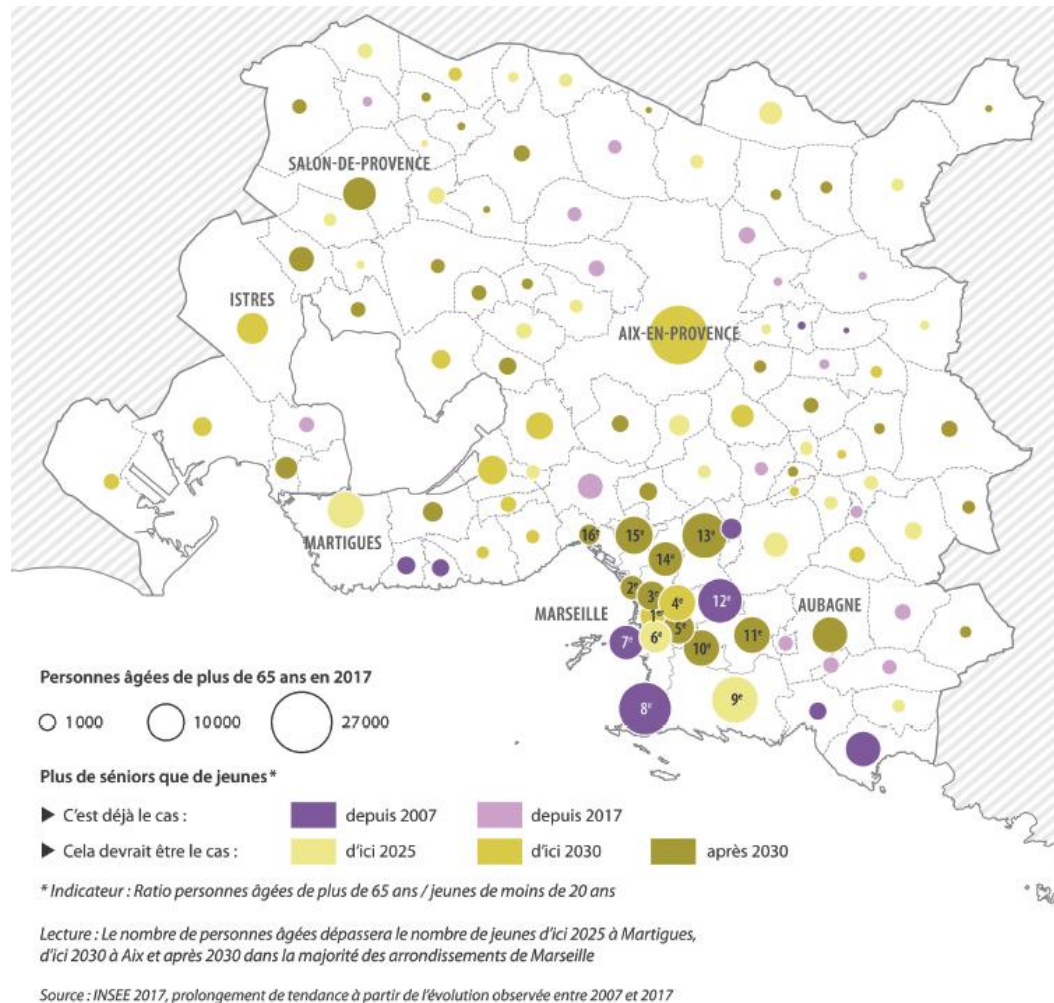 SALON-DE-PROVENCE
ISTRES
AIX-EN-PROVENCE
MARTIGUES
16e
15e
13e
14e
2e
3e
4e
12e
MARSEILLE
AUBAGNE
1er
5e
11e
7e
6e
10e
8e
9e
Personnes âgées de plus de 65 ans en 2017
1 000
10 000
27 000
Plus de séniors que de jeunes*
▶ C'est déjà le cas : depuis 2007 depuis 2017
▶ Cela devrait être le cas : d'ici 2025 d'ici 2030 après 2030
* Indicateur : Ratio personnes âgées de plus de 65 ans / jeunes de moins de 20 ans
Lecture : Le nombre de personnes âgées dépassera le nombre de jeunes d'ici 2025 à Martigues,
d'ici 2030 à Aix et après 2030 dans la majorité des arrondissements de Marseille
Source : INSEE 2017, prolongement de tendance à partir de l'évolution observée entre 2007 et 2017